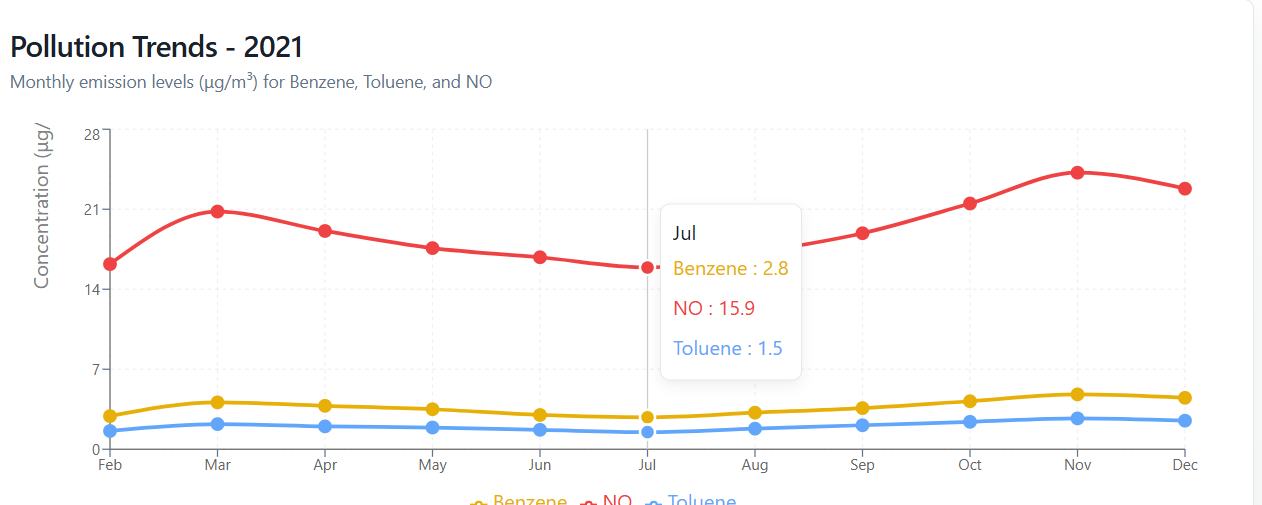 Pollution Trends - 2021
Monthly emission levels (µg/m³) for Benzene, Toluene, and NO
Concentration (µg/
28
21
14
7
0
Jul
Benzene : 2.8
NO : 15.9
Toluene : 1.5
Feb Mar Apr May Jun Jul Aug Sep Oct Nov Dec
Benzene NO Toluene